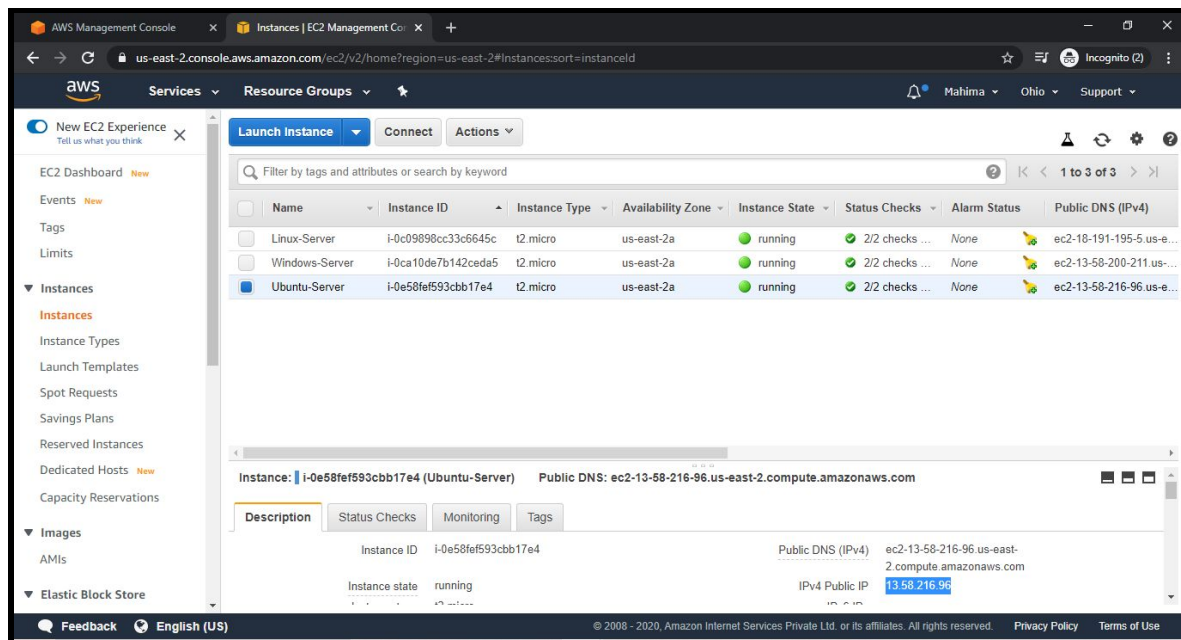 AWS Management Console
Instances | EC2 Management Con
us-east-2.console.aws.amazon.com/ec2/v2/home?region=us-east-2#Instances:sort=instanceId
Incognito (2)
aws Services Resource Groups Mahima Ohio Support
New EC2 Experience
Tell us what you think
EC2 Dashboard New
Events New
Tags
Limits
Instances
Instances
Instance Types
Launch Templates
Spot Requests
Savings Plans
Reserved Instances
Dedicated Hosts New
Capacity Reservations
Images
AMIs
Elastic Block Store
Launch Instance Connect Actions
Filter by tags and attributes or search by keyword
1 to 3 of 3
Name Instance ID Instance Type Availability Zone Instance State Status Checks Alarm Status Public DNS (IPv4)
Linux-Server i-0c09898cc33c6645c t2.micro us-east-2a running 2/2 checks ... None ec2-18-191-195-5.us-e...
Windows-Server i-0ca10de7b142ceda5 t2.micro us-east-2a running 2/2 checks ... None ec2-13-58-200-211.us-...
Ubuntu-Server i-0e58fef593cbb17e4 t2.micro us-east-2a running 2/2 checks ... None ec2-13-58-216-96.us-e...
Instance: i-0e58fef593cbb17e4 (Ubuntu-Server) Public DNS: ec2-13-58-216-96.us-east-2.compute.amazonaws.com
Description Status Checks Monitoring Tags
Instance ID i-0e58fef593cbb17e4 Public DNS (IPv4) ec2-13-58-216-96.us-east-
2.compute.amazonaws.com
Instance state running IPv4 Public IP 13.58.216.96
Feedback English (US) © 2008 - 2020, Amazon Internet Services Private Ltd. or its affiliates. All rights reserved. Privacy Policy Terms of Use